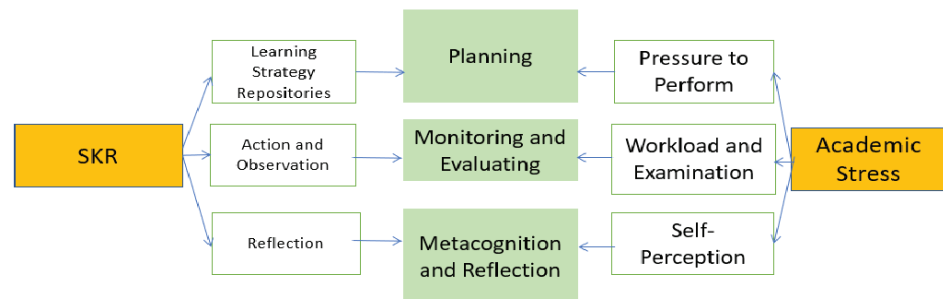 Learning
Strategy
Repositories
Planning
Pressure to
Perform
SKR
Action and
Observation
Monitoring and
Evaluating
Workload and
Examination
Academic
Stress
Reflection
Metacognition
and Reflection
Self-
Perception